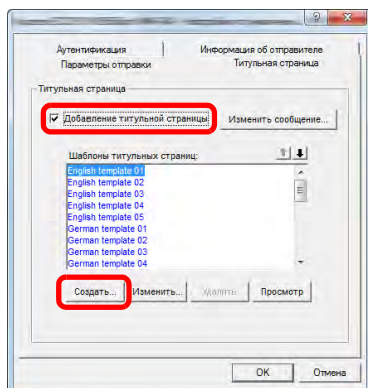 Аутентификация
Информация об отправителе
Параметры отправки
Титульная страница
Титульная страница
Добавление титульной страницы
Изменить сообщение...
Шаблоны титульных страниц:
English template 01
English template 02
English template 03
English template 04
English template 05
German template 01
German template 02
German template 03
German template 04
Создать...
Изменить...
Удалить
Просмотр
OK
Отмена